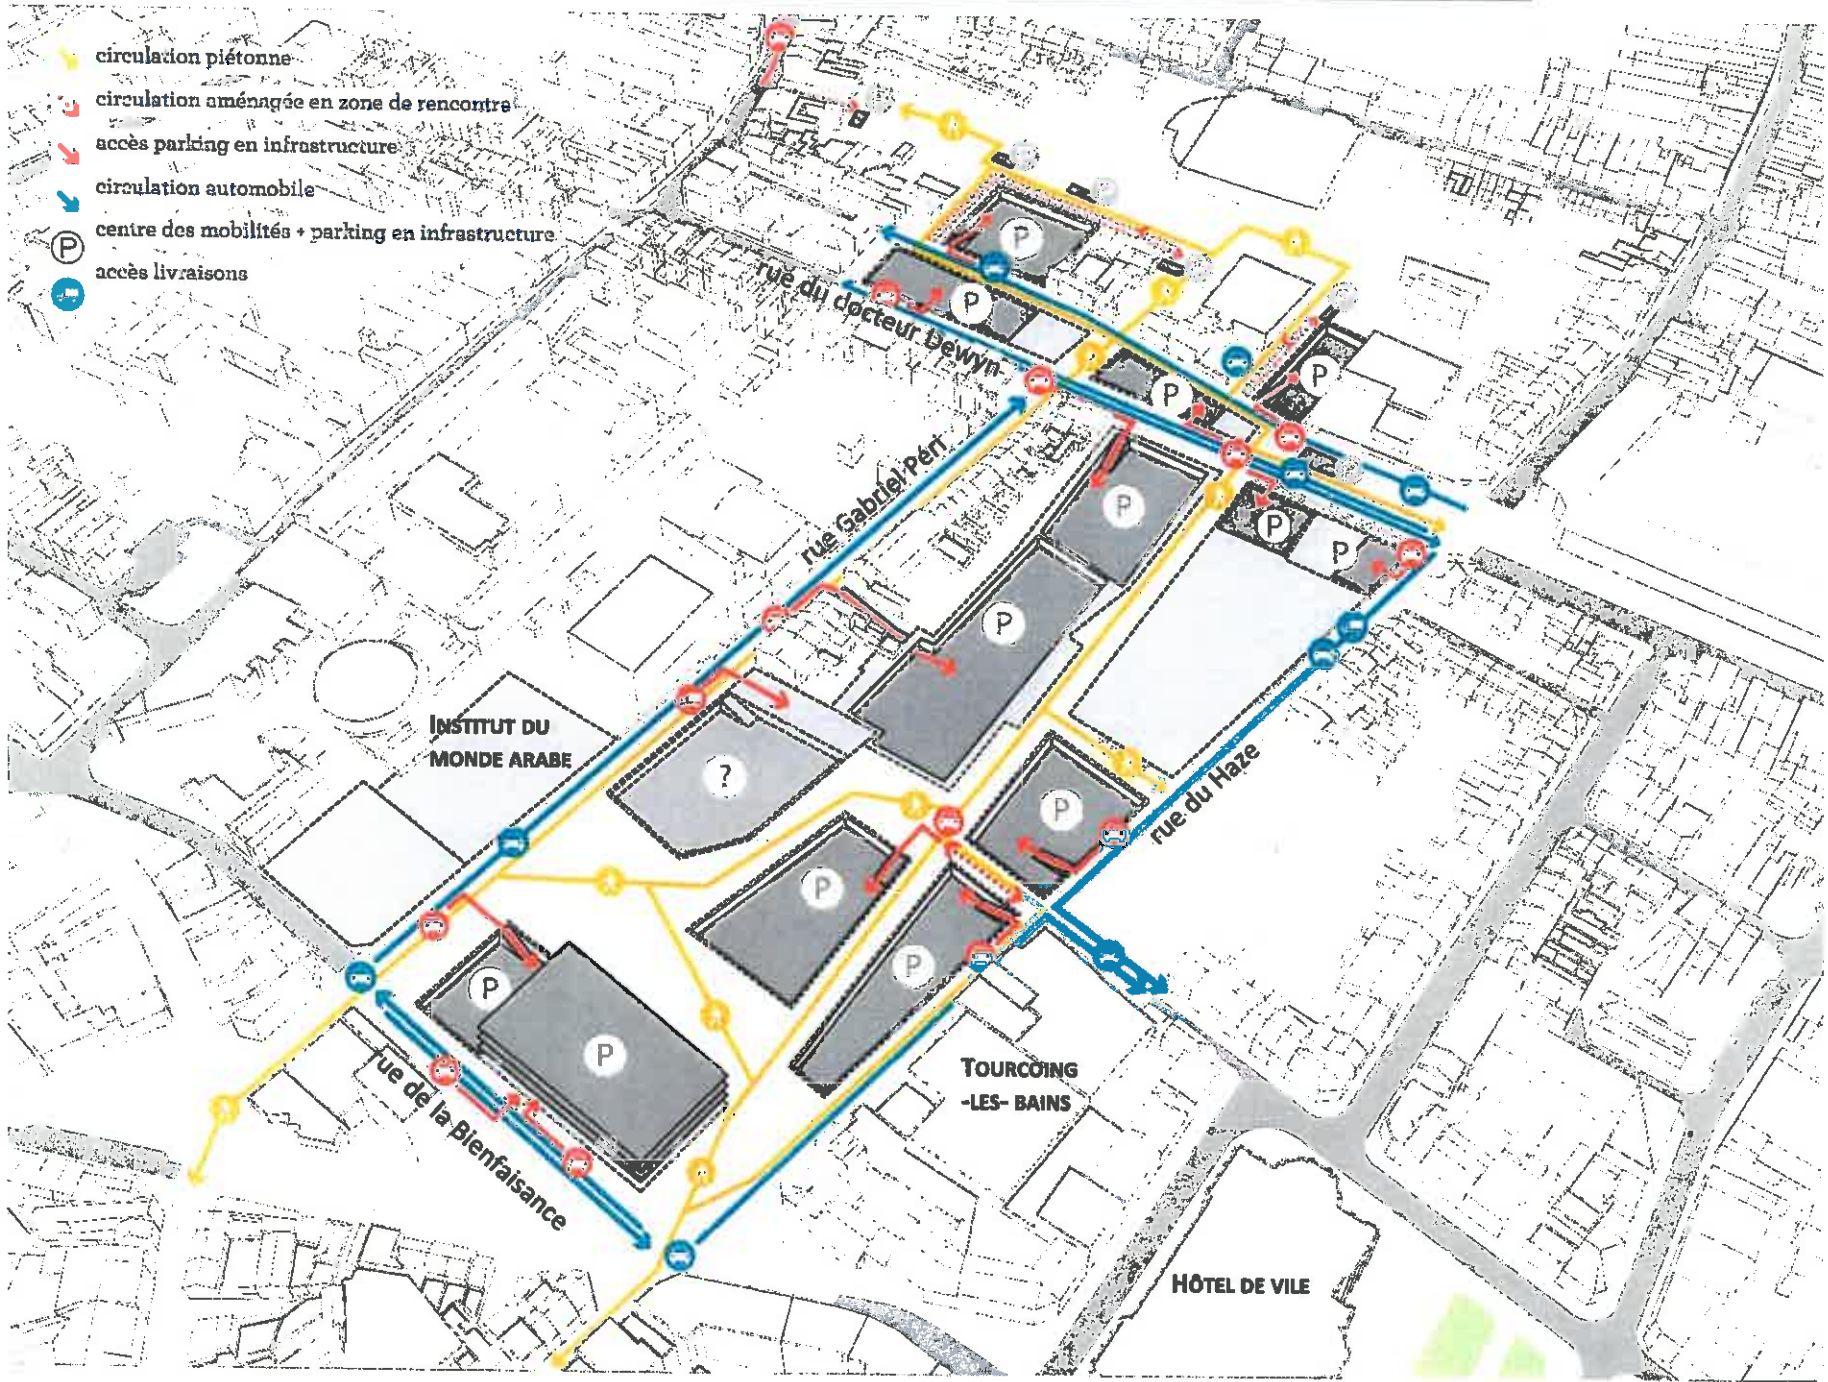 circulation piétonne
circulation aménagée en zone de rencontre
accès parking en infrastructure
circulation automobile
P centre des mobilités + parking en infrastructure
accès livraisons
P
P
rue du docteur Dewyn
P
P
rue Gabriel Péri
P
P
P
P
INSTITUT DU
MONDE ARABE
?
P
rue du Haze
P
P
P
P
rue de la Bienfaisance
TOURCOING
-LES- BAINS
HÔTEL DE VILE